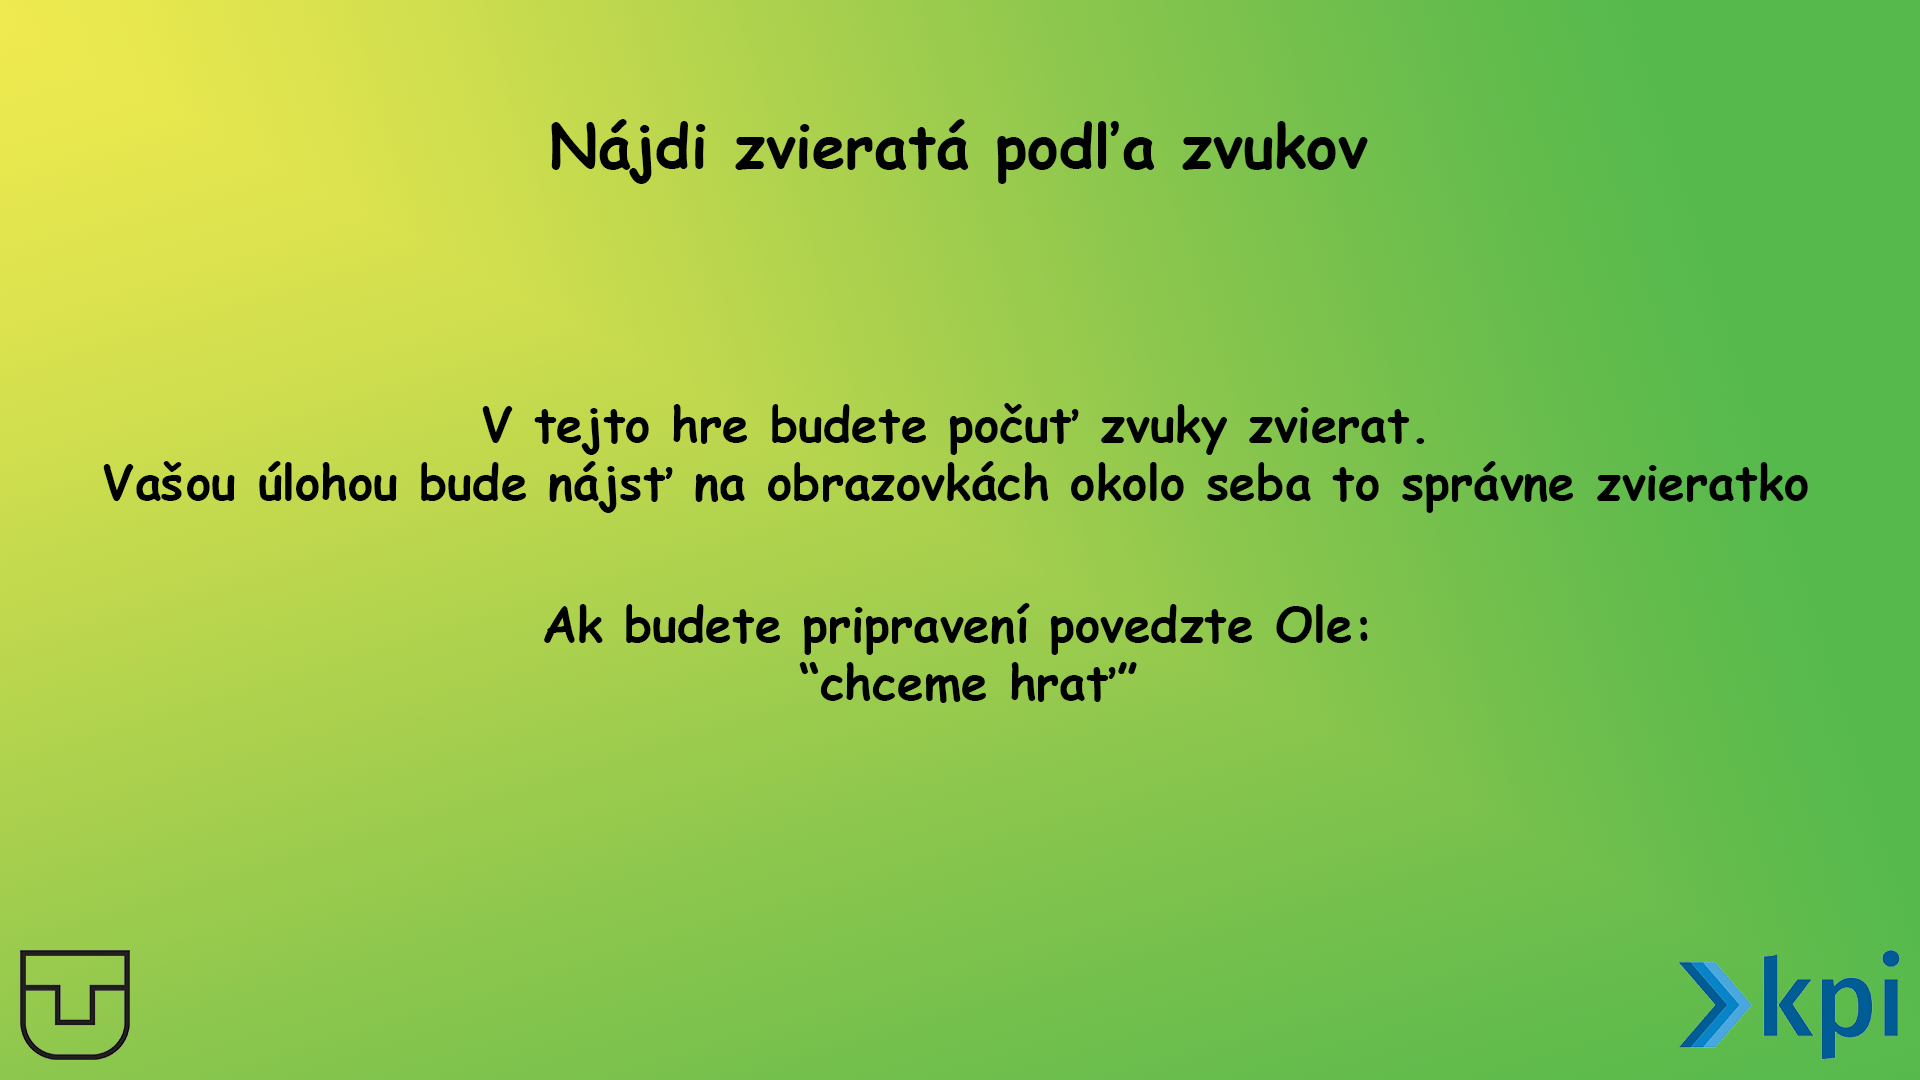 Nájdi zvieratá podľa zvukov
V tejto hre budete počuť zvuky zvierat.
Vašou úlohou bude nájsť na obrazovkách okolo seba to správne zvieratko
Ak budete pripravení povedzte Ole:
“chceme hrať”
kpi